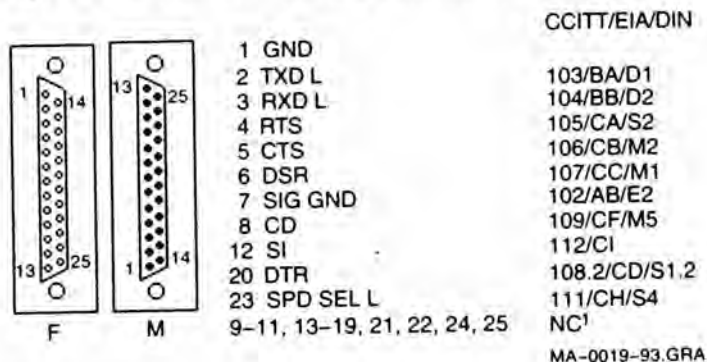 CCITT/EIA/DIN
1 GND
2 TXD L 103/BA/D1
3 RXD L 104/BB/D2
4 RTS 105/CA/S2
5 CTS 106/CB/M2
6 DSR 107/CC/M1
7 SIG GND 102/AB/E2
8 CD 109/CF/M5
12 SI 112/CI
20 DTR 108.2/CD/S1.2
23 SPD SEL L 111/CH/S4
9–11, 13–19, 21, 22, 24, 25 NC¹
1 14
13 25
F
13 25
1 14
M
MA-0019-93.GRA